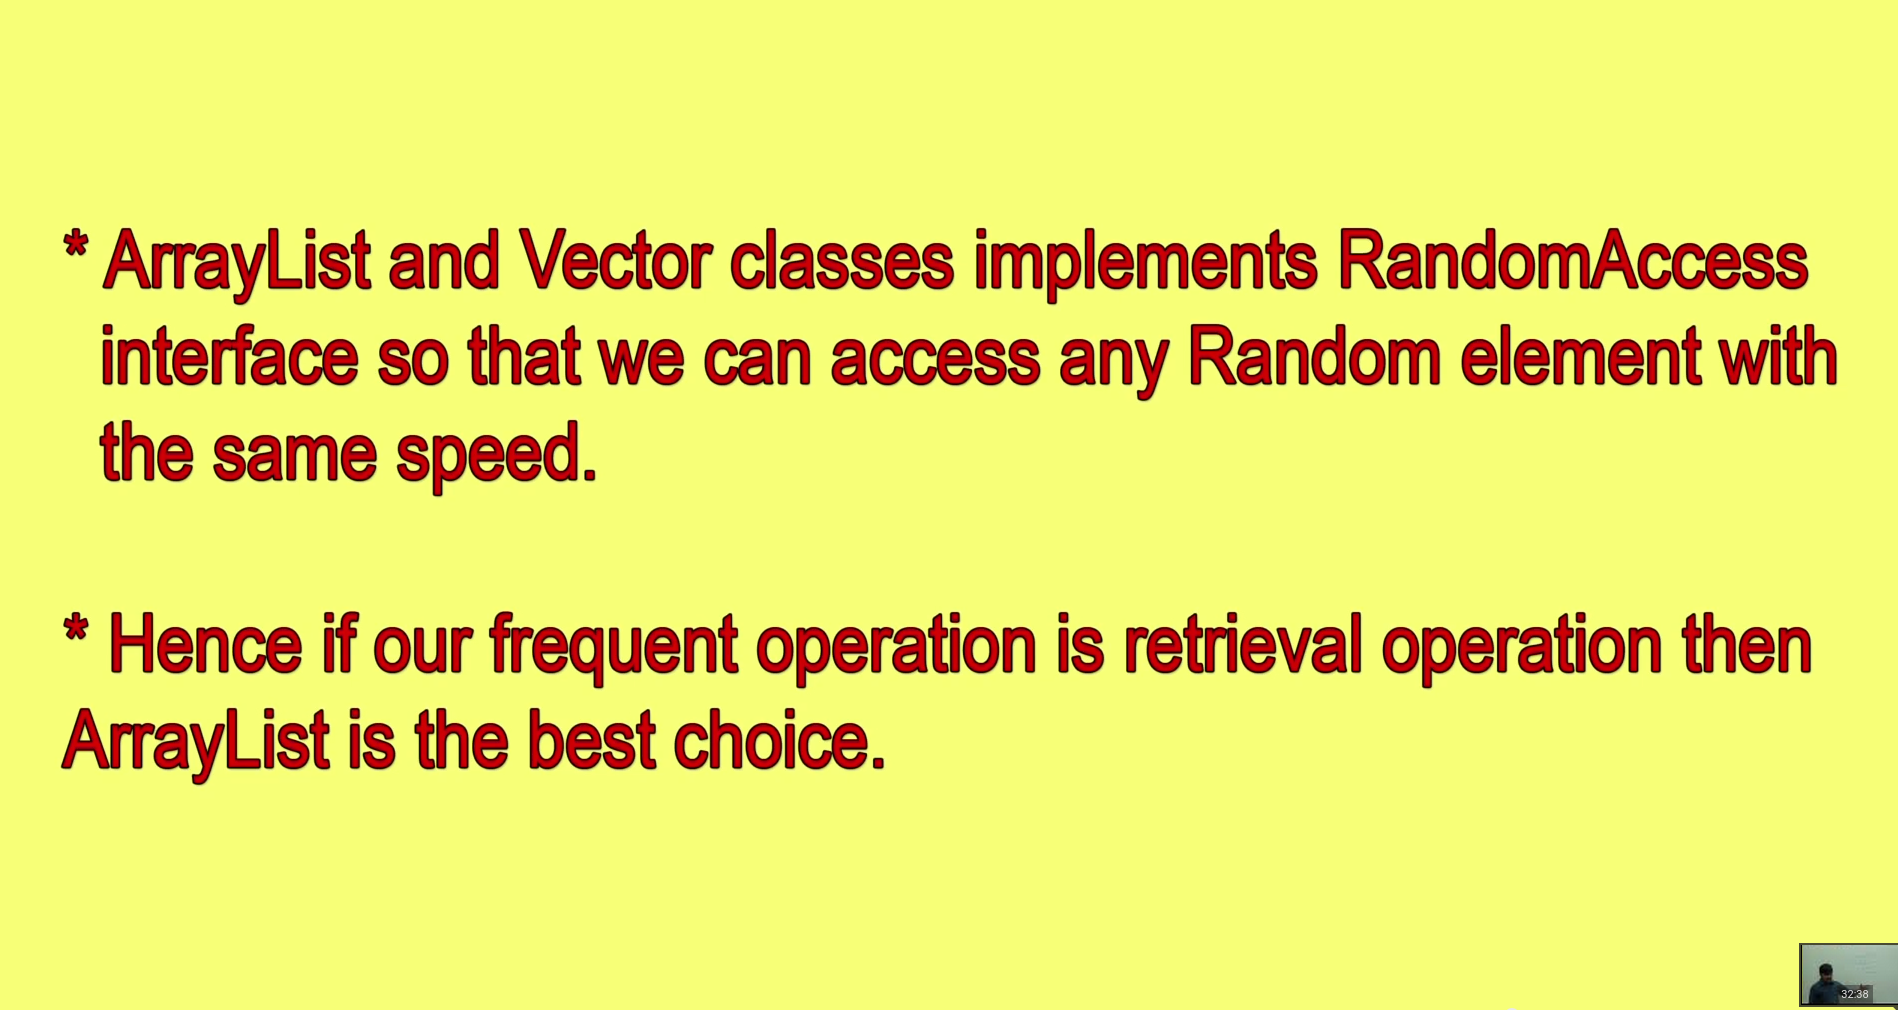 * ArrayList and Vector classes implements RandomAccess
interface so that we can access any Random element with
the same speed.
* Hence if our frequent operation is retrieval operation then
ArrayList is the best choice.
32:38